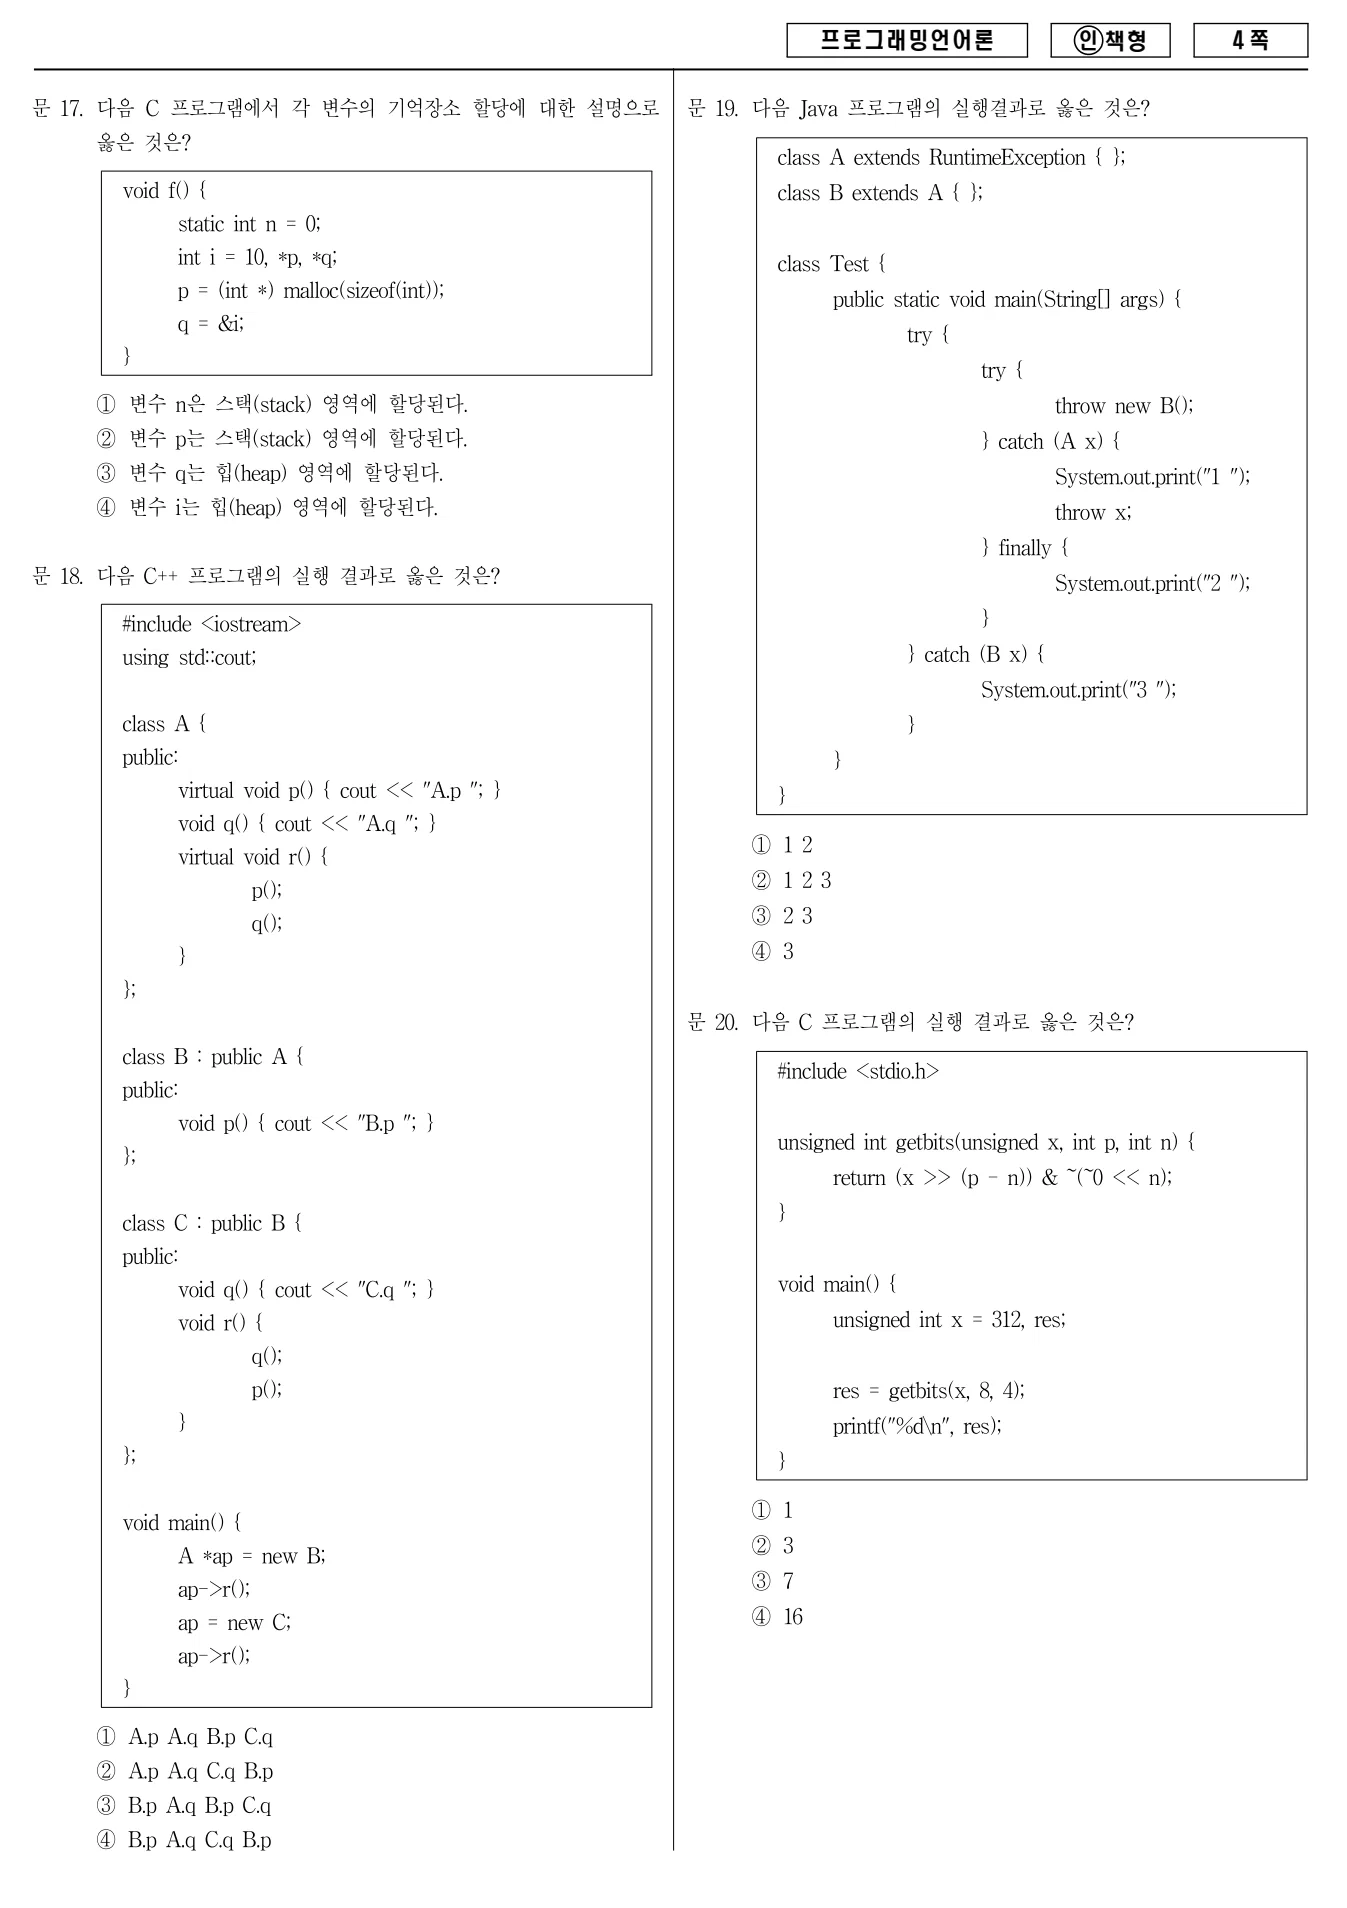 프로그래밍언어론
인책형
4 쪽
문 17. 다음 C 프로그램에서 각 변수의 기억장소 할당에 대한 설명으로
옳은 것은?
void f() {
static int n = 0;
int i = 10, *p, *q;
p = (int *) malloc(sizeof(int));
q = &i;
}
① 변수 n은 스택(stack) 영역에 할당된다.
② 변수 p는 스택(stack) 영역에 할당된다.
③ 변수 q는 힙(heap) 영역에 할당된다.
④ 변수 i는 힙(heap) 영역에 할당된다.
문 18. 다음 C++ 프로그램의 실행 결과로 옳은 것은?
#include <iostream>
using std::cout;
class A {
public:
virtual void p() { cout << "A.p "; }
void q() { cout << "A.q "; }
virtual void r() {
p();
q();
}
};
class B : public A {
public:
void p() { cout << "B.p "; }
};
class C : public B {
public:
void q() { cout << "C.q "; }
void r() {
q();
p();
}
};
void main() {
A *ap = new B;
ap->r();
ap = new C;
ap->r();
}
① A.p A.q B.p C.q
② A.p A.q C.q B.p
③ B.p A.q B.p C.q
④ B.p A.q C.q B.p
문 19. 다음 Java 프로그램의 실행결과로 옳은 것은?
class A extends RuntimeException { };
class B extends A { };
class Test {
public static void main(String[] args) {
try {
try {
throw new B();
} catch (A x) {
System.out.print("1 ");
throw x;
} finally {
System.out.print("2 ");
}
} catch (B x) {
System.out.print("3 ");
}
}
}
① 1 2
② 1 2 3
③ 2 3
④ 3
문 20. 다음 C 프로그램의 실행 결과로 옳은 것은?
#include <stdio.h>
unsigned int getbits(unsigned x, int p, int n) {
return (x >> (p - n)) & ~(~0 << n);
}
void main() {
unsigned int x = 312, res;
res = getbits(x, 8, 4);
printf("%d\n", res);
}
① 1
② 3
③ 7
④ 16